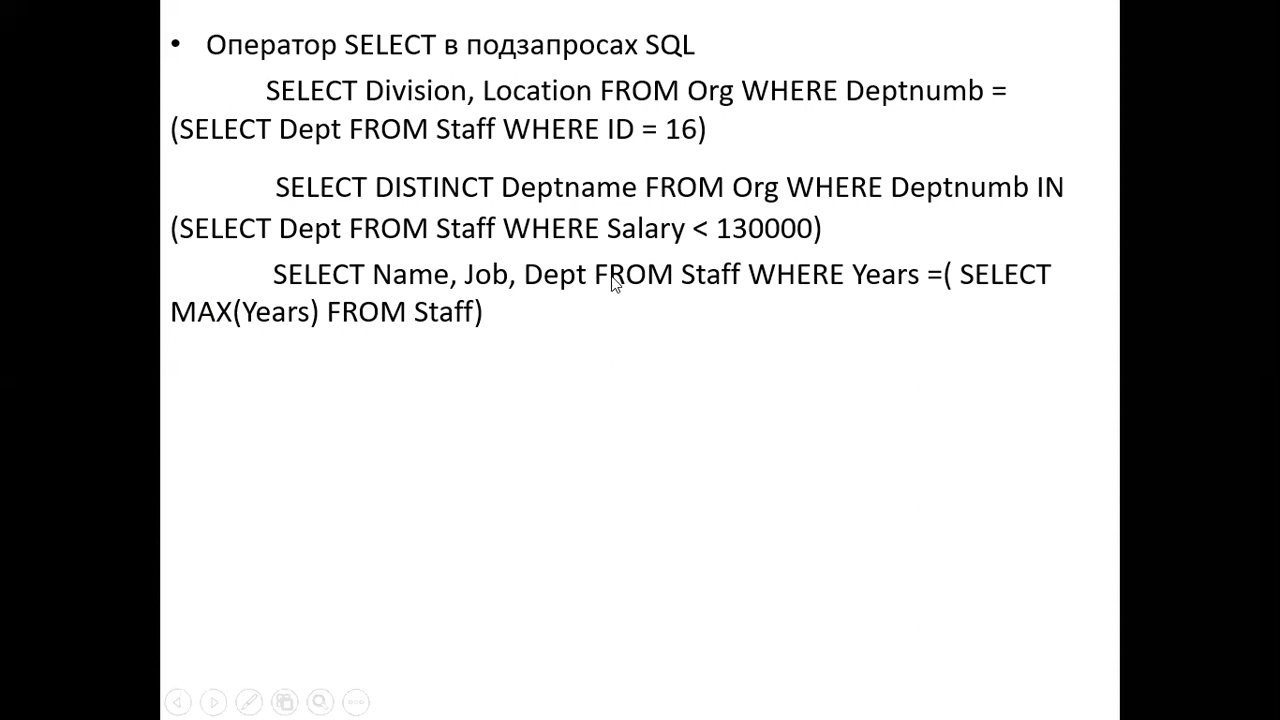 • Оператор SELECT в подзапросах SQL
SELECT Division, Location FROM Org WHERE Deptnumb =
(SELECT Dept FROM Staff WHERE ID = 16)
SELECT DISTINCT Deptname FROM Org WHERE Deptnumb IN
(SELECT Dept FROM Staff WHERE Salary < 130000)
SELECT Name, Job, Dept FROM Staff WHERE Years =( SELECT
MAX(Years) FROM Staff)